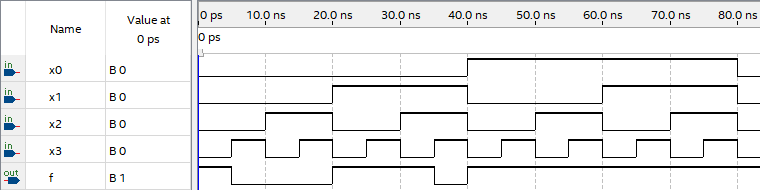 Name Value at 0 ps
0 ps 10.0 ns 20.0 ns 30.0 ns 40.0 ns 50.0 ns 60.0 ns 70.0 ns 80.0 ns
0 ps
in x0 B 0
in x1 B 0
in x2 B 0
in x3 B 0
out f B 1